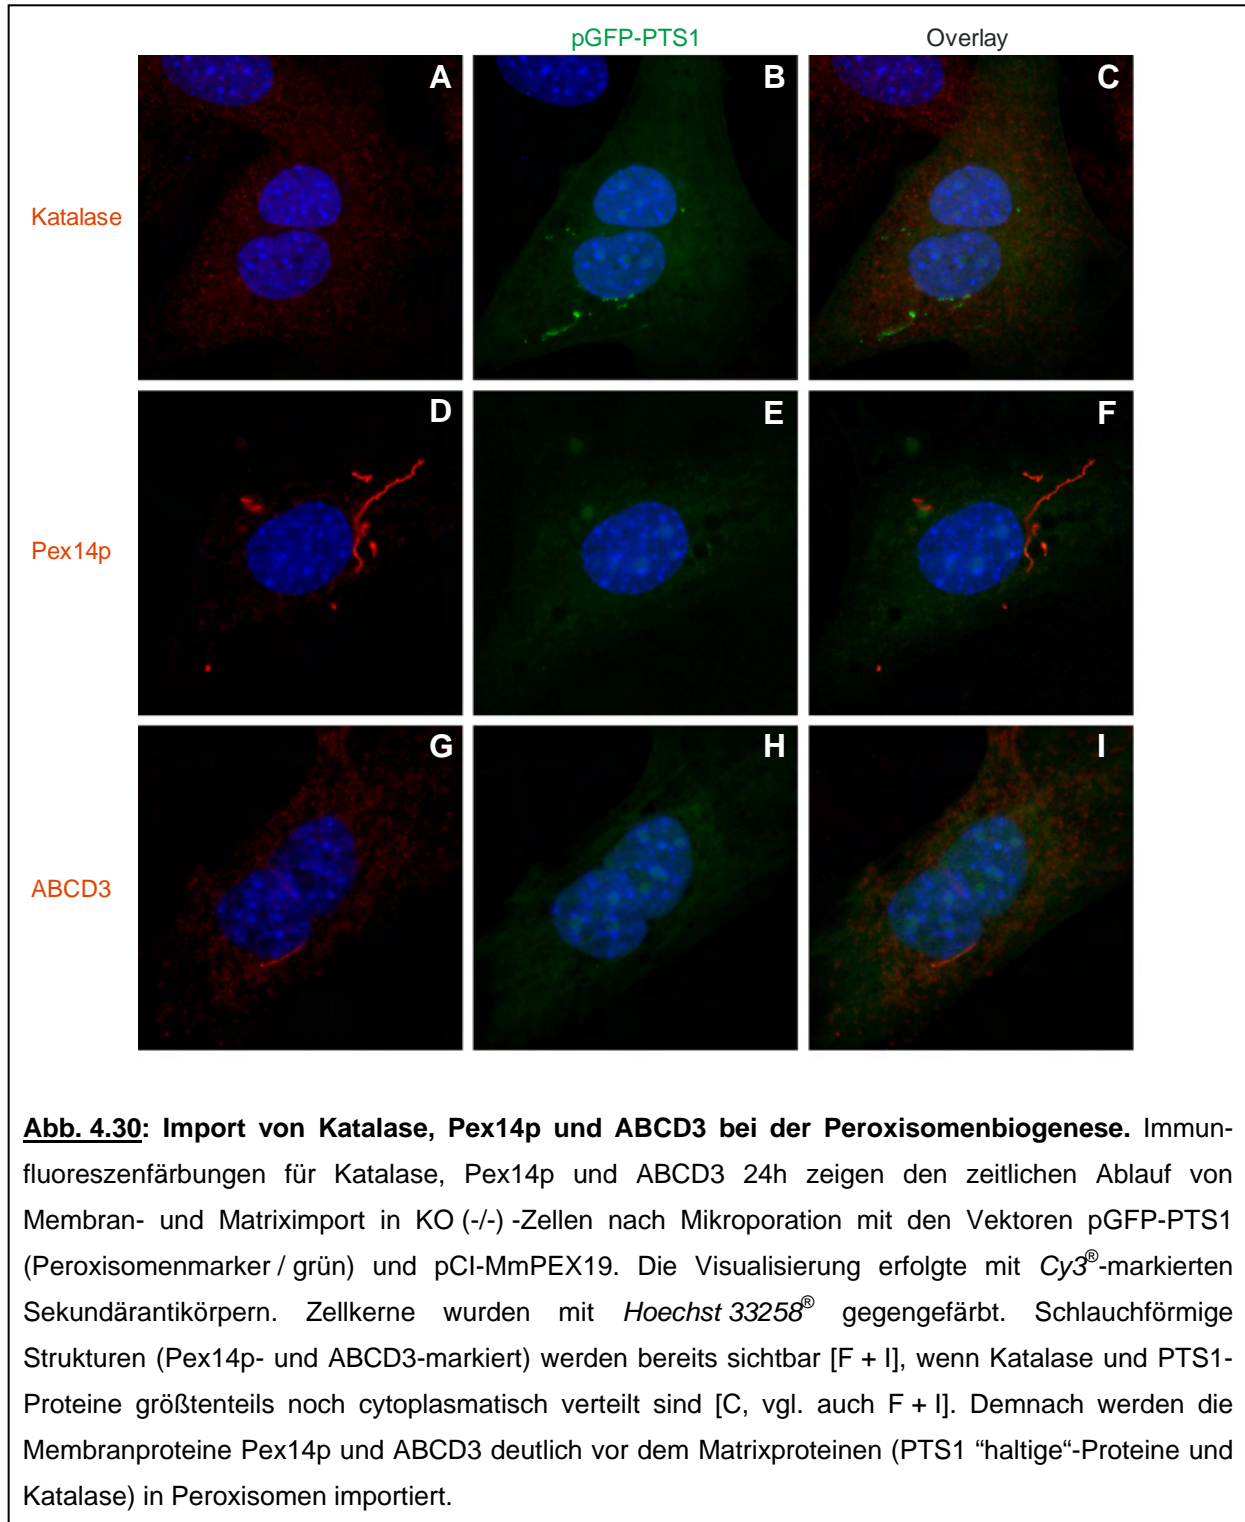 pGFP-PTS1
Overlay
A
B
C
Katalase
D
E
F
Pex14p
G
H
I
ABCD3
Abb. 4.30: Import von Katalase, Pex14p und ABCD3 bei der Peroxisomenbiogenese. Immun-
fluoreszenfärbungen für Katalase, Pex14p und ABCD3 24h zeigen den zeitlichen Ablauf von
Membran- und Matriximport in KO (-/-) -Zellen nach Mikroporation mit den Vektoren pGFP-PTS1
(Peroxisomenmarker / grün) und pCI-MmPEX19. Die Visualisierung erfolgte mit Cy3®-markierten
Sekundärantikörpern. Zellkerne wurden mit Hoechst 33258® gegengefärbt. Schlauchförmige
Strukturen (Pex14p- und ABCD3-markiert) werden bereits sichtbar [F + I], wenn Katalase und PTS1-
Proteine größtenteils noch cytoplasmatisch verteilt sind [C, vgl. auch F + I]. Demnach werden die
Membranproteine Pex14p und ABCD3 deutlich vor dem Matrixproteinen (PTS1 “haltige“-Proteine und
Katalase) in Peroxisomen importiert.